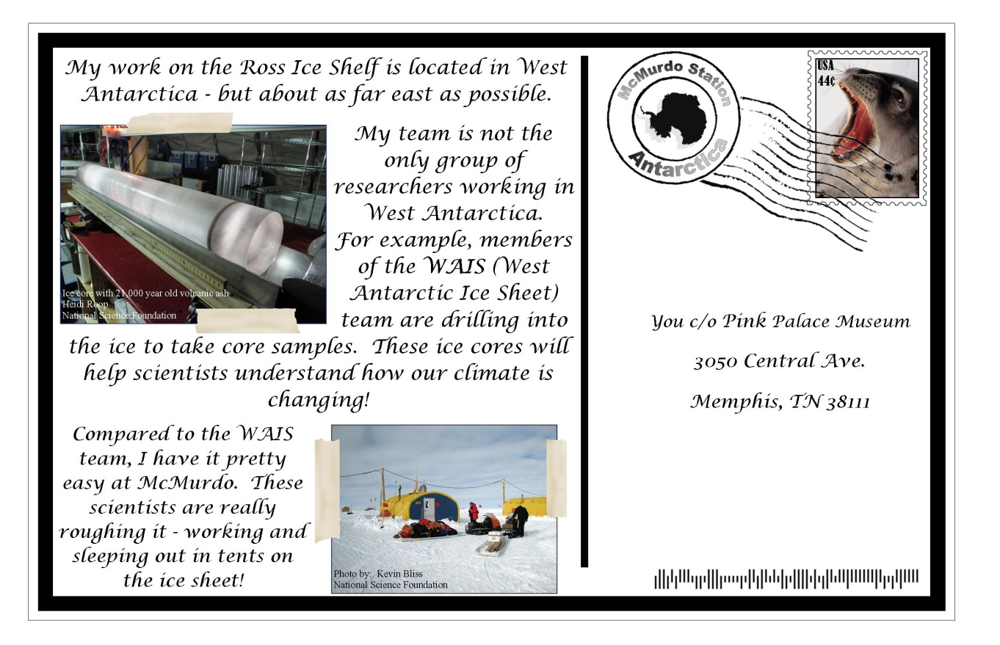 My work on the Ross Ice Shelf is located in West
Antarctica - but about as far east as possible.
My team is not the
only group of
researchers working in
West Antarctica.
For example, members
of the WAIS (West
Antarctic Ice Sheet)
team are drilling into
the ice to take core samples.  These ice cores will
help scientists understand how our climate is
changing!
Ice core with 21,000 year old volcanic ash
Heidi Roop
National Science Foundation
Compared to the WAIS
team, I have it pretty
easy at McMurdo.  These
scientists are really
roughing it - working and
sleeping out in tents on
the ice sheet!
Photo by:  Kevin Bliss
National Science Foundation
McMurdo Station
Antarctica
USA
44¢
You c/o Pink Palace Museum
3050 Central Ave.
Memphis, TN 38111